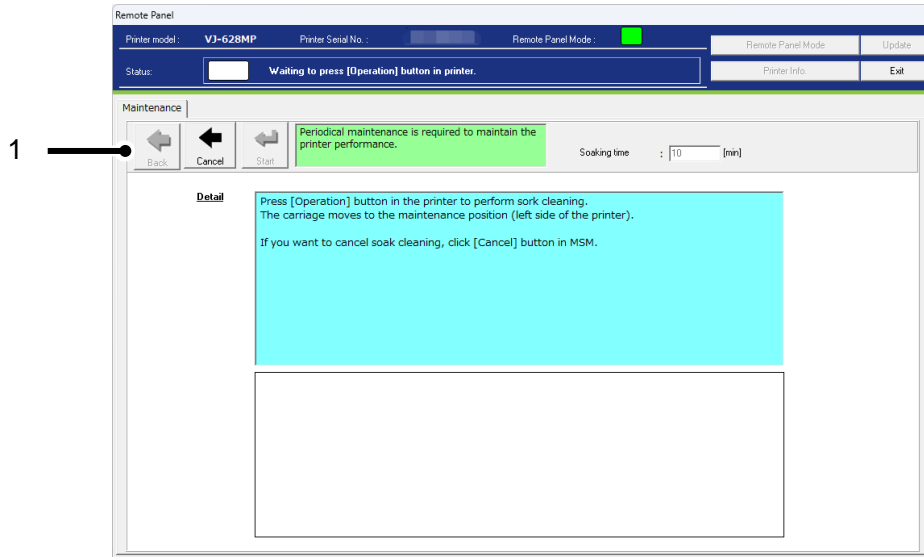 Remote Panel
Printer model : VJ-628MP Printer Serial No. : Remote Panel Mode :
Remote Panel Mode Update
Status: Waiting to press [Operation] button in printer.
Printer Info. Exit
Maintenance
1
Back Cancel Start
Periodical maintenance is required to maintain the
printer performance.
Soaking time : 10 [min]
Detail
Press [Operation] button in the printer to perform sork cleaning.
The carriage moves to the maintenance position (left side of the printer).
If you want to cancel soak cleaning, click [Cancel] button in MSM.